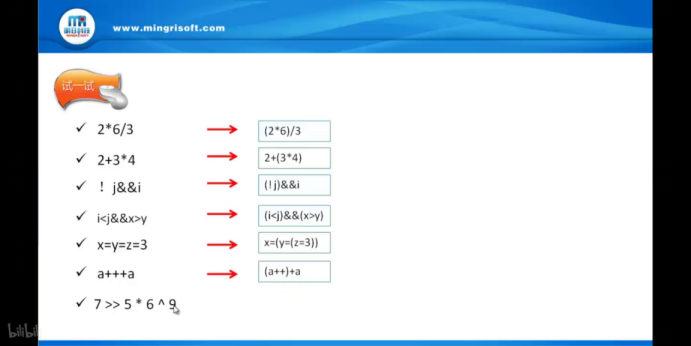 www.mingrisoft.com
试一试
✓ 2*6/3 → (2*6)/3
✓ 2+3*4 → 2+(3*4)
✓ ！j&&i → (!j)&&i
✓ i<j&&x>y → (i<j)&&(x>y)
✓ x=y=z=3 → x=(y=(z=3))
✓ a+++a → (a++)+a
✓ 7 >> 5 * 6 ^ 9
bilibili